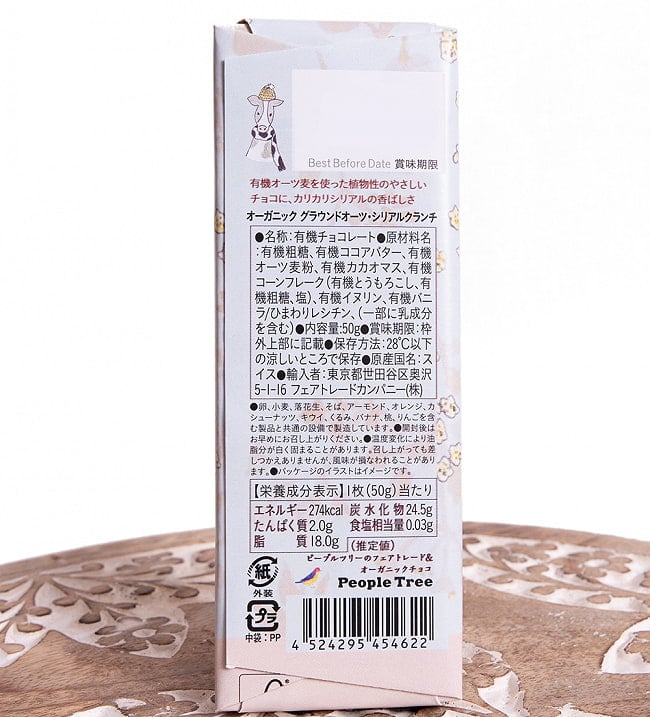 Best Before Date 賞味期限
有機オーツ麦を使った植物性のやさしい
チョコに、カリカリシリアルの香ばしさ
オーガニック グラウンドオーツ・シリアルクランチ
●名称:有機チョコレート●原材料名
:有機粗糖、有機ココアバター、有機
オーツ麦粉、有機カカオマス、有機
コーンフレーク(有機とうもろこし、有
機粗糖、塩)、有機イヌリン、有機バニ
ラ/ひまわりレシチン、(一部に乳成分
を含む)●内容量:50g●賞味期限:枠
外上部に記載●保存方法:28℃以下
の涼しいところで保存●原産国名:ス
イス●輸入者:東京都世田谷区奥沢
5-1-16 フェアトレードカンパニー(株)
●卵、小麦、落花生、そば、アーモンド、オレンジ、カ
シューナッツ、キウイ、くるみ、バナナ、桃、りんごを含
む製品と共通の設備で製造しています。●開封後は
お早めにお召し上がりください。●温度変化により油
脂分が白く固まることがあります。召し上がっても差
しつかえありませんが、風味が損なわれることがありま
す。●パッケージのイラストはイメージです。
【栄養成分表示】1枚(50g)当たり
エネルギー274kcal 炭水化物24.5g
たんぱく質2.0g 食塩相当量0.03g
脂質18.0g (推定値)
ピープルツリーのフェアトレード&
オーガニックチョコ
People Tree
紙
外装
プラ
中袋:PP
4 524295 454622